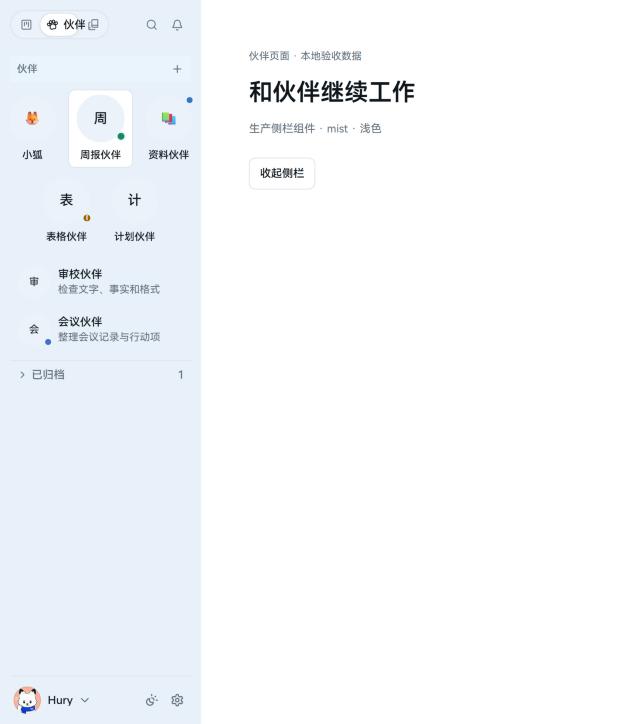 伙伴
伙伴
小狐
周
周报伙伴
资料伙伴
表
表格伙伴
计
计划伙伴
审
审校伙伴
检查文字、事实和格式
会
会议伙伴
整理会议记录与行动项
已归档 1
Hury
伙伴页面 · 本地验收数据
和伙伴继续工作
生产侧栏组件 · mist · 浅色
收起侧栏